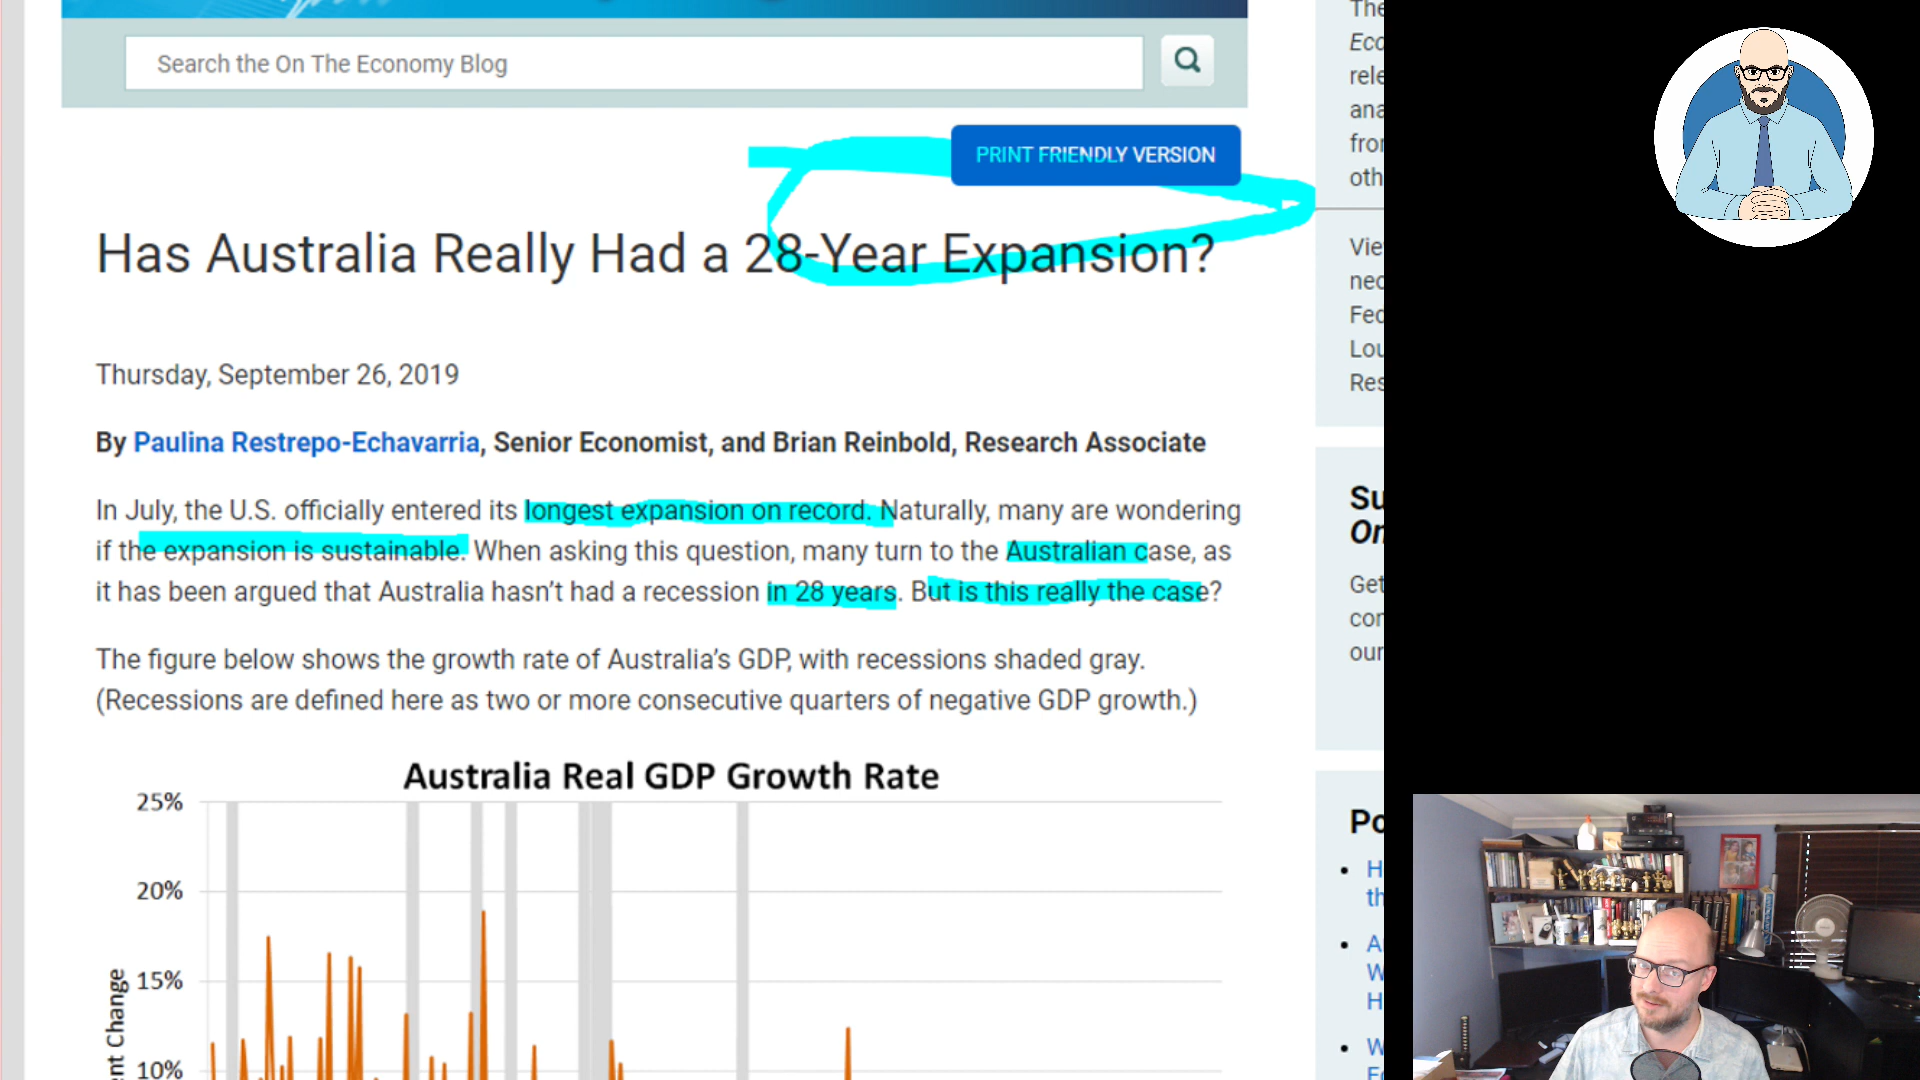 Search the On The Economy Blog
PRINT FRIENDLY VERSION
Has Australia Really Had a 28-Year Expansion?
Thursday, September 26, 2019
By Paulina Restrepo-Echavarria, Senior Economist, and Brian Reinbold, Research Associate
In July, the U.S. officially entered its longest expansion on record. Naturally, many are wondering
if the expansion is sustainable. When asking this question, many turn to the Australian case, as
it has been argued that Australia hasn't had a recession in 28 years. But is this really the case?
The figure below shows the growth rate of Australia's GDP, with recessions shaded gray.
(Recessions are defined here as two or more consecutive quarters of negative GDP growth.)
Australia Real GDP Growth Rate
25%
20%
15%
10%
Change
The